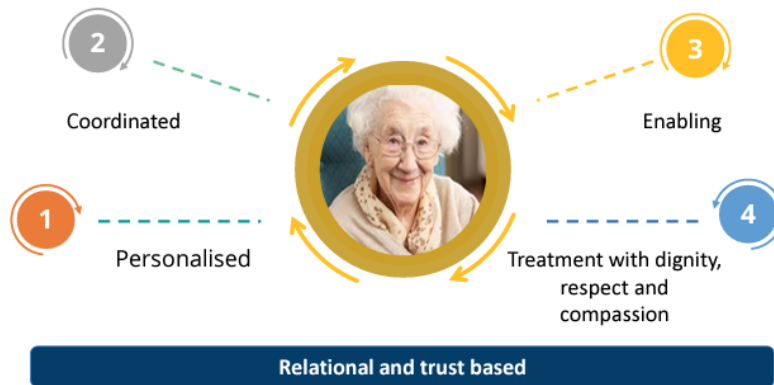 2
Coordinated
3
Enabling
1
Personalised
4
Treatment with dignity,
respect and
compassion
Relational and trust based